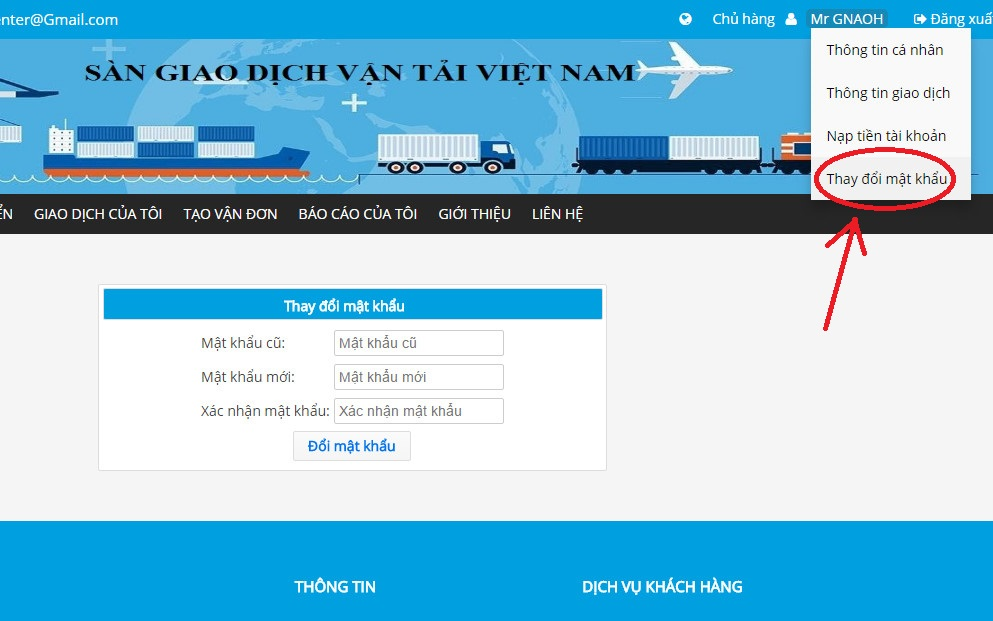 enter@Gmail.com Chủ hàng Mr GNAOH Đăng xuất
SÀN GIAO DỊCH VẬN TẢI VIỆT NAM
Thông tin cá nhân
Thông tin giao dịch
Nạp tiền tài khoản
Thay đổi mật khẩu
ỂN GIAO DỊCH CỦA TÔI TẠO VẬN ĐƠN BÁO CÁO CỦA TÔI GIỚI THIỆU LIÊN HỆ
Thay đổi mật khẩu
Mật khẩu cũ: Mật khẩu cũ
Mật khẩu mới: Mật khẩu mới
Xác nhận mật khẩu: Xác nhận mật khẩu
Đổi mật khẩu
THÔNG TIN DỊCH VỤ KHÁCH HÀNG